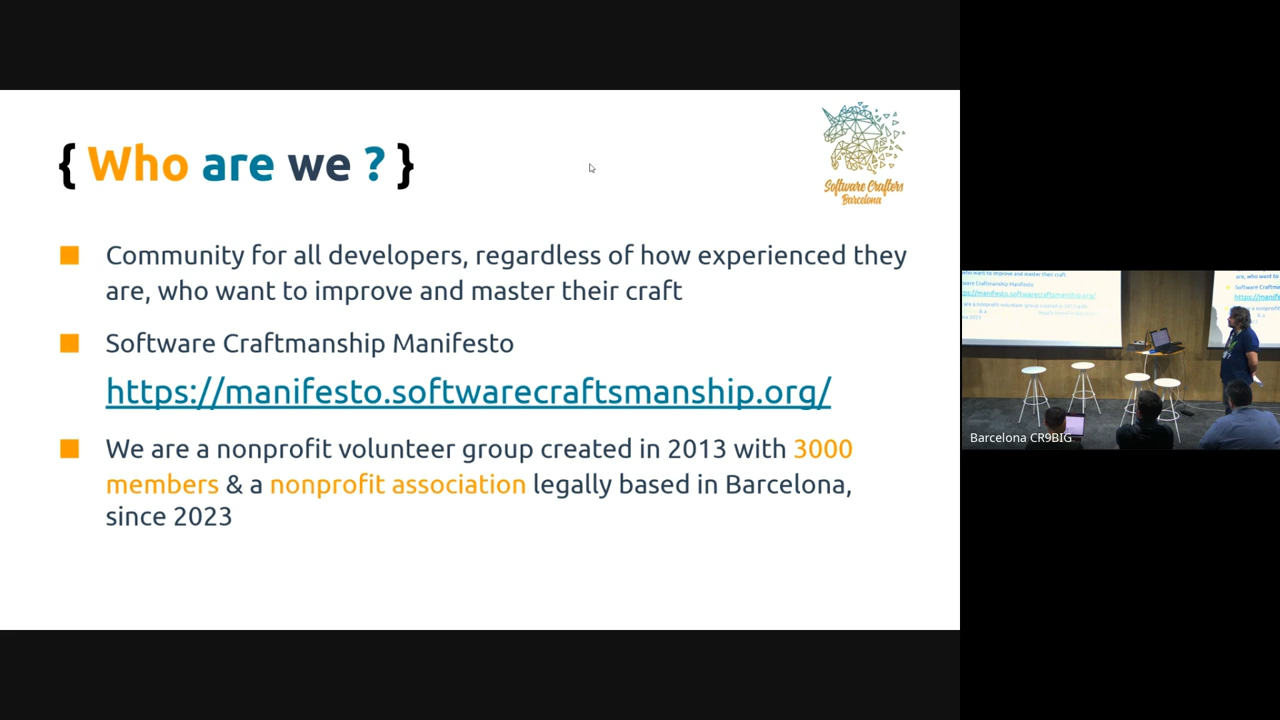 { Who are we ? }
Software Crafters
Barcelona
Community for all developers, regardless of how experienced they
are, who want to improve and master their craft
Software Craftmanship Manifesto
https://manifesto.softwarecraftsmanship.org/
We are a nonprofit volunteer group created in 2013 with 3000
members & a nonprofit association legally based in Barcelona,
since 2023
Barcelona CR9BIG